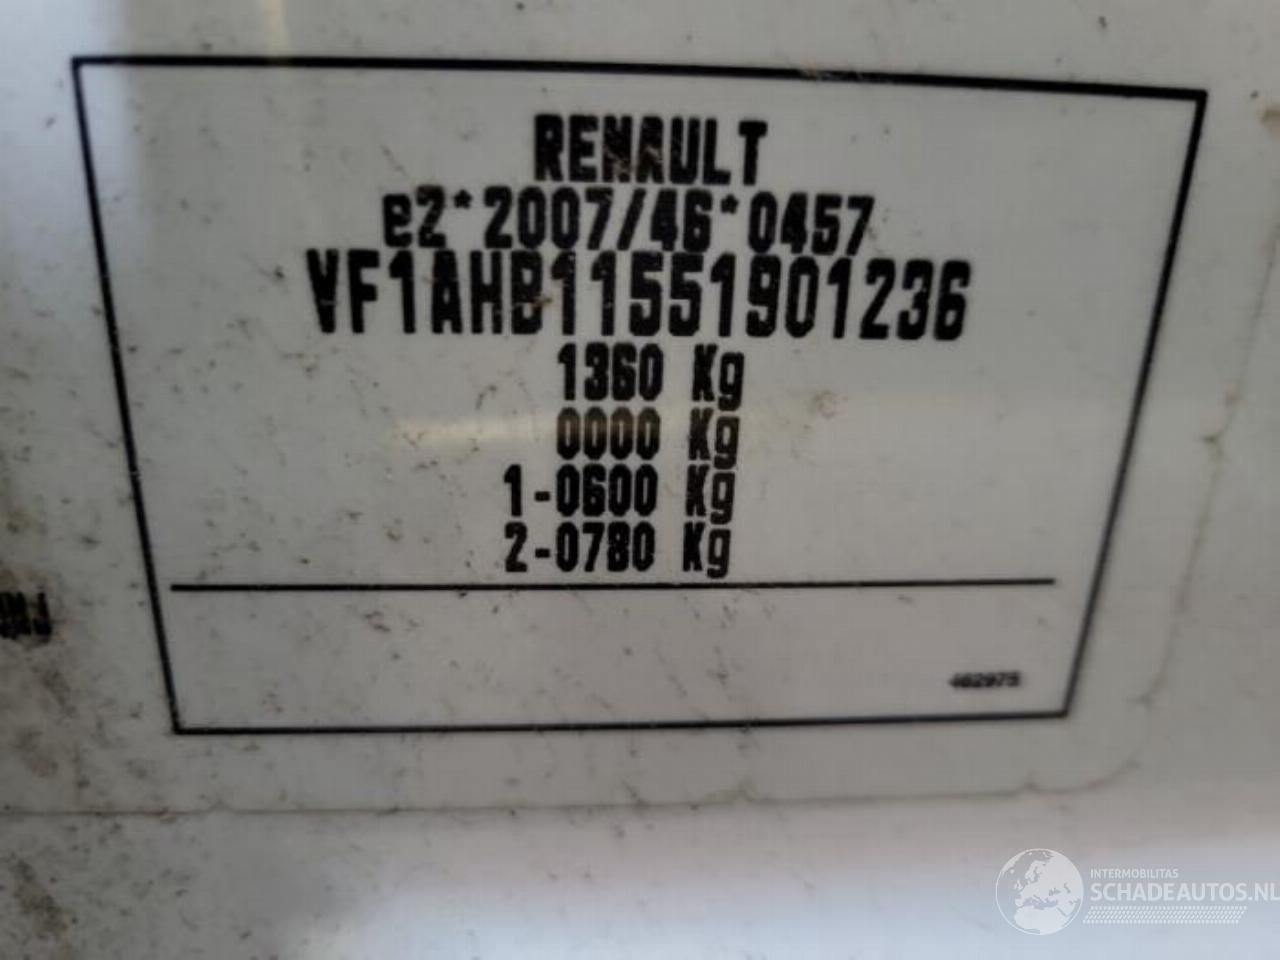 RENAULT
e2*2007/46*0457
VF1AHB11551901236
1360 Kg
0000 Kg
1-0600 Kg
2-0780 Kg
462975
INTERMOBILITAS
SCHADEAUTOS.NL